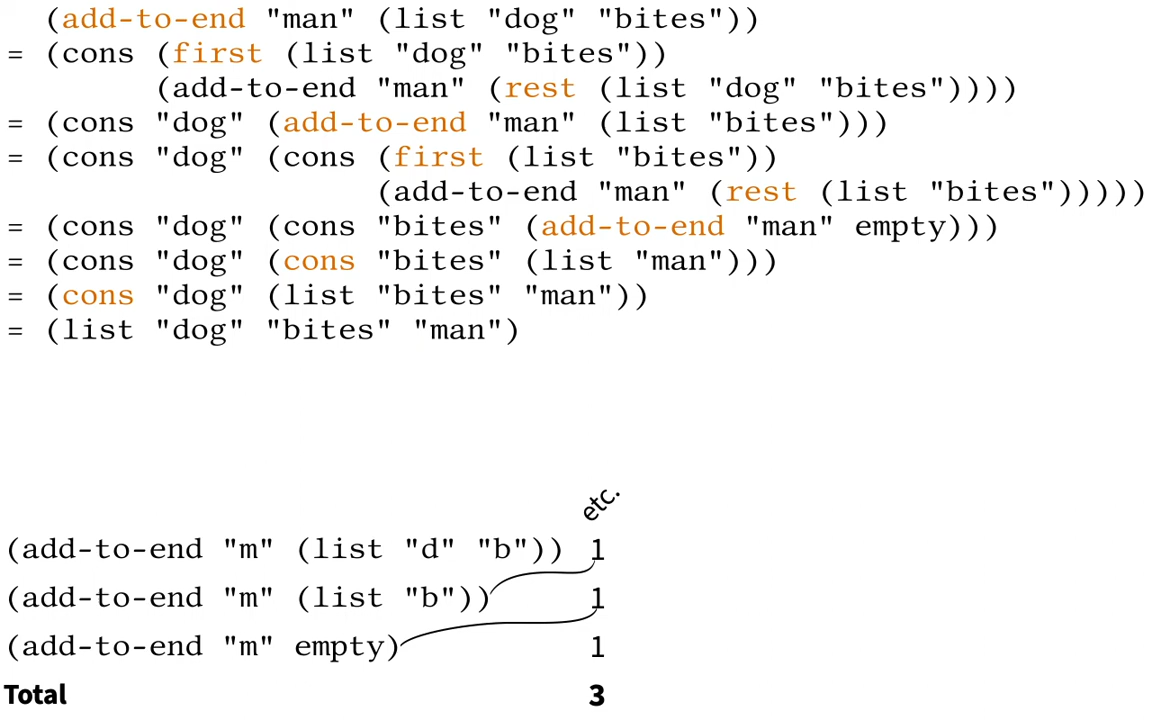 (add-to-end "man" (list "dog" "bites"))
= (cons (first (list "dog" "bites"))
(add-to-end "man" (rest (list "dog" "bites"))))
= (cons "dog" (add-to-end "man" (list "bites")))
= (cons "dog" (cons (first (list "bites"))
(add-to-end "man" (rest (list "bites")))))
= (cons "dog" (cons "bites" (add-to-end "man" empty)))
= (cons "dog" (cons "bites" (list "man")))
= (cons "dog" (list "bites" "man"))
= (list "dog" "bites" "man")
etc.
(add-to-end "m" (list "d" "b")) 1
(add-to-end "m" (list "b")) 1
(add-to-end "m" empty) 1
Total 3